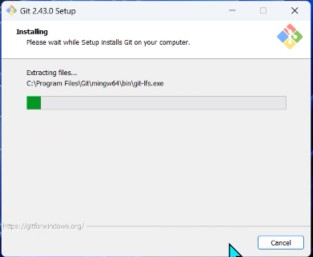 Git 2.43.0 Setup
Installing
Please wait while Setup installs Git on your computer.
Extracting files...
C:\Program Files\Git\mingw64\bin\git-lfs.exe
https://gitforwindows.org/
Cancel